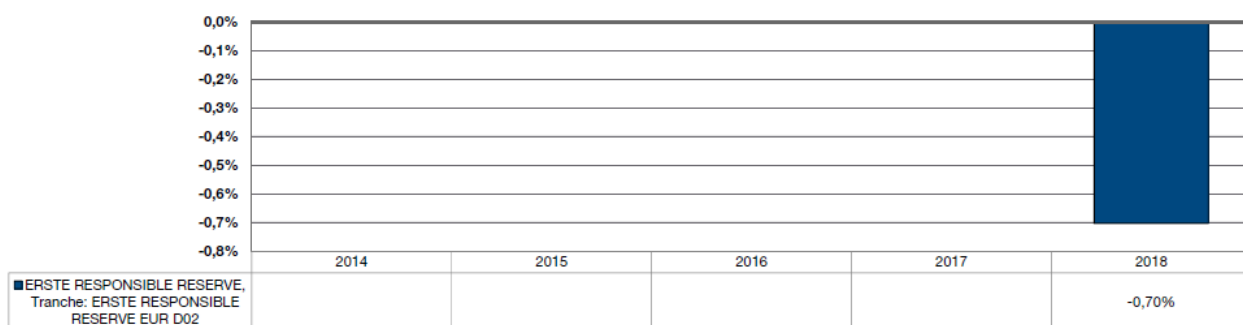 0,0%
-0,1%
-0,2%
-0,3%
-0,4%
-0,5%
-0,6%
-0,7%
-0,8%
2014 2015 2016 2017 2018
ERSTE RESPONSIBLE RESERVE,
Tranche: ERSTE RESPONSIBLE
RESERVE EUR D02
-0,70%